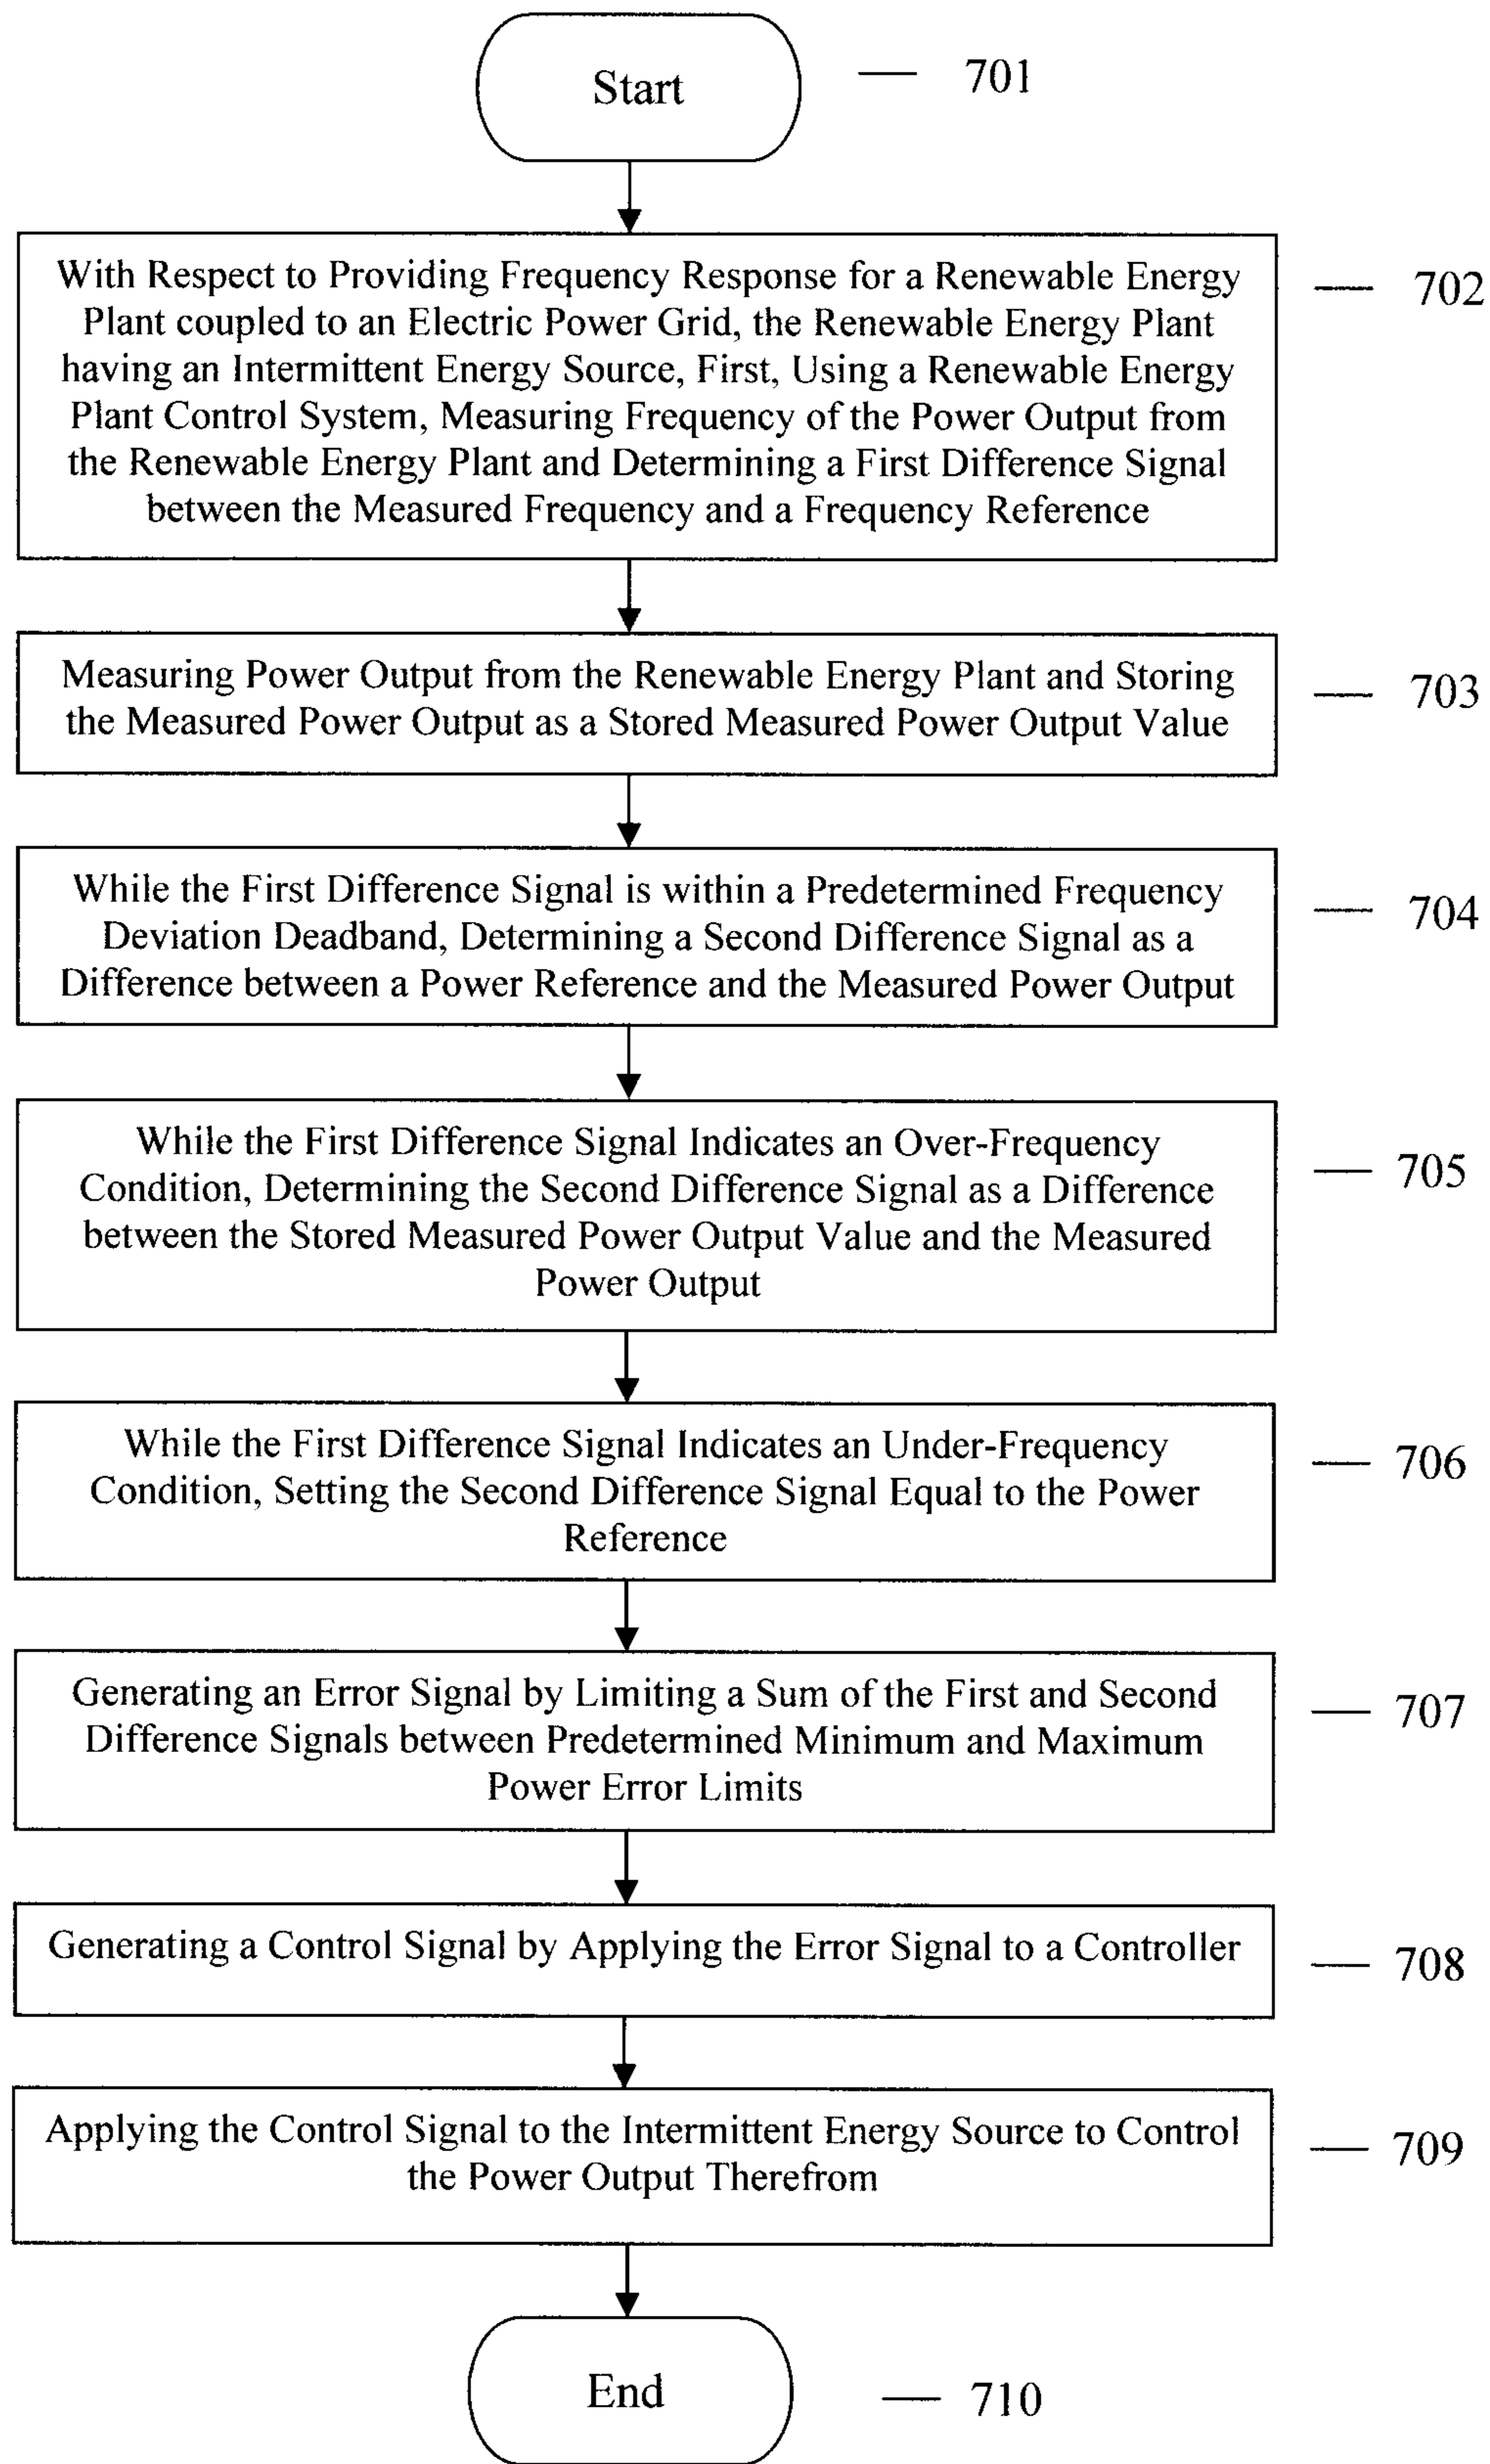 Start
701
With Respect to Providing Frequency Response for a Renewable Energy
Plant coupled to an Electric Power Grid, the Renewable Energy Plant
having an Intermittent Energy Source, First, Using a Renewable Energy
Plant Control System, Measuring Frequency of the Power Output from
the Renewable Energy Plant and Determining a First Difference Signal
between the Measured Frequency and a Frequency Reference
702
Measuring Power Output from the Renewable Energy Plant and Storing
the Measured Power Output as a Stored Measured Power Output Value
703
While the First Difference Signal is within a Predetermined Frequency
Deviation Deadband, Determining a Second Difference Signal as a
Difference between a Power Reference and the Measured Power Output
704
While the First Difference Signal Indicates an Over-Frequency
Condition, Determining the Second Difference Signal as a Difference
between the Stored Measured Power Output Value and the Measured
Power Output
705
While the First Difference Signal Indicates an Under-Frequency
Condition, Setting the Second Difference Signal Equal to the Power
Reference
706
Generating an Error Signal by Limiting a Sum of the First and Second
Difference Signals between Predetermined Minimum and Maximum
Power Error Limits
707
Generating a Control Signal by Applying the Error Signal to a Controller
708
Applying the Control Signal to the Intermittent Energy Source to Control
the Power Output Therefrom
709
End
710